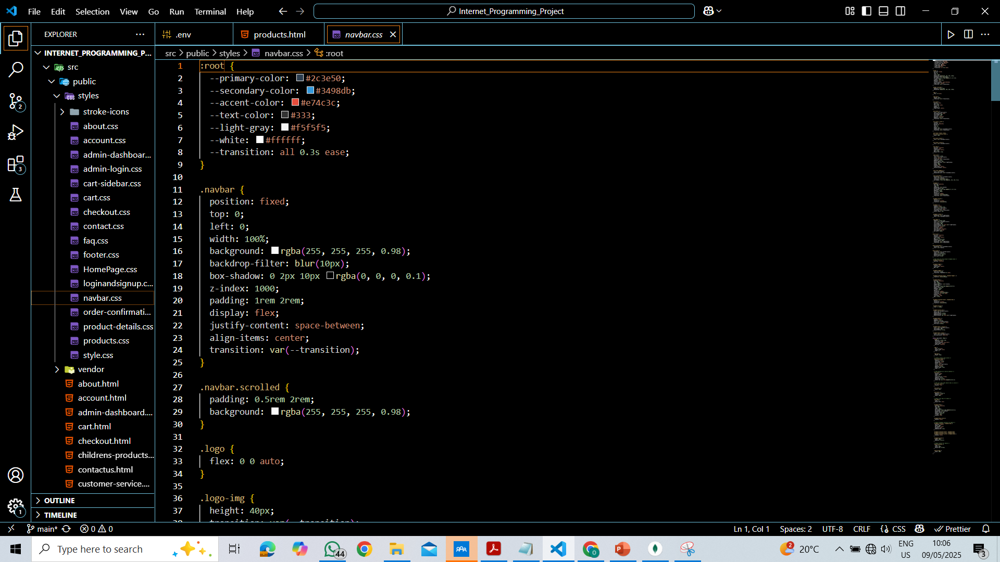 File Edit Selection View Go Run Terminal Help
Internet_Programming_Project
EXPLORER
.env
products.html
navbar.css
INTERNET_PROGRAMMING_P...
src
public
styles
stroke-icons
about.css
account.css
admin-dashboar...
admin-login.css
cart-sidebar.css
cart.css
checkout.css
contact.css
faq.css
footer.css
HomePage.css
loginandsignup.c...
navbar.css
order-confirmati...
product-details.css
products.css
style.css
vendor
about.html
account.html
admin-dashboard....
cart.html
checkout.html
childrens-products...
contactus.html
customer-service....
OUTLINE
TIMELINE
2
3
1
src > public > styles > navbar.css > :root
1 :root {
2 --primary-color: #2c3e50;
3 --secondary-color: #3498db;
4 --accent-color: #e74c3c;
5 --text-color: #333;
6 --light-gray: #f5f5f5;
7 --white: #ffffff;
8 --transition: all 0.3s ease;
9 }
10
11 .navbar {
12 position: fixed;
13 top: 0;
14 left: 0;
15 width: 100%;
16 background: rgba(255, 255, 255, 0.98);
17 backdrop-filter: blur(10px);
18 box-shadow: 0 2px 10px rgba(0, 0, 0, 0.1);
19 z-index: 1000;
20 padding: 1rem 2rem;
21 display: flex;
22 justify-content: space-between;
23 align-items: center;
24 transition: var(--transition);
25 }
26
27 .navbar.scrolled {
28 padding: 0.5rem 2rem;
29 background: rgba(255, 255, 255, 0.98);
30 }
31
32 .logo {
33 flex: 0 0 auto;
34 }
35
36 .logo-img {
37 height: 40px;
main* 0 0
Ln 1, Col 1 Spaces: 2 UTF-8 CRLF {} CSS Prettier
Type here to search
44
2
20°C
ENG
US
10:06
09/05/2025
3